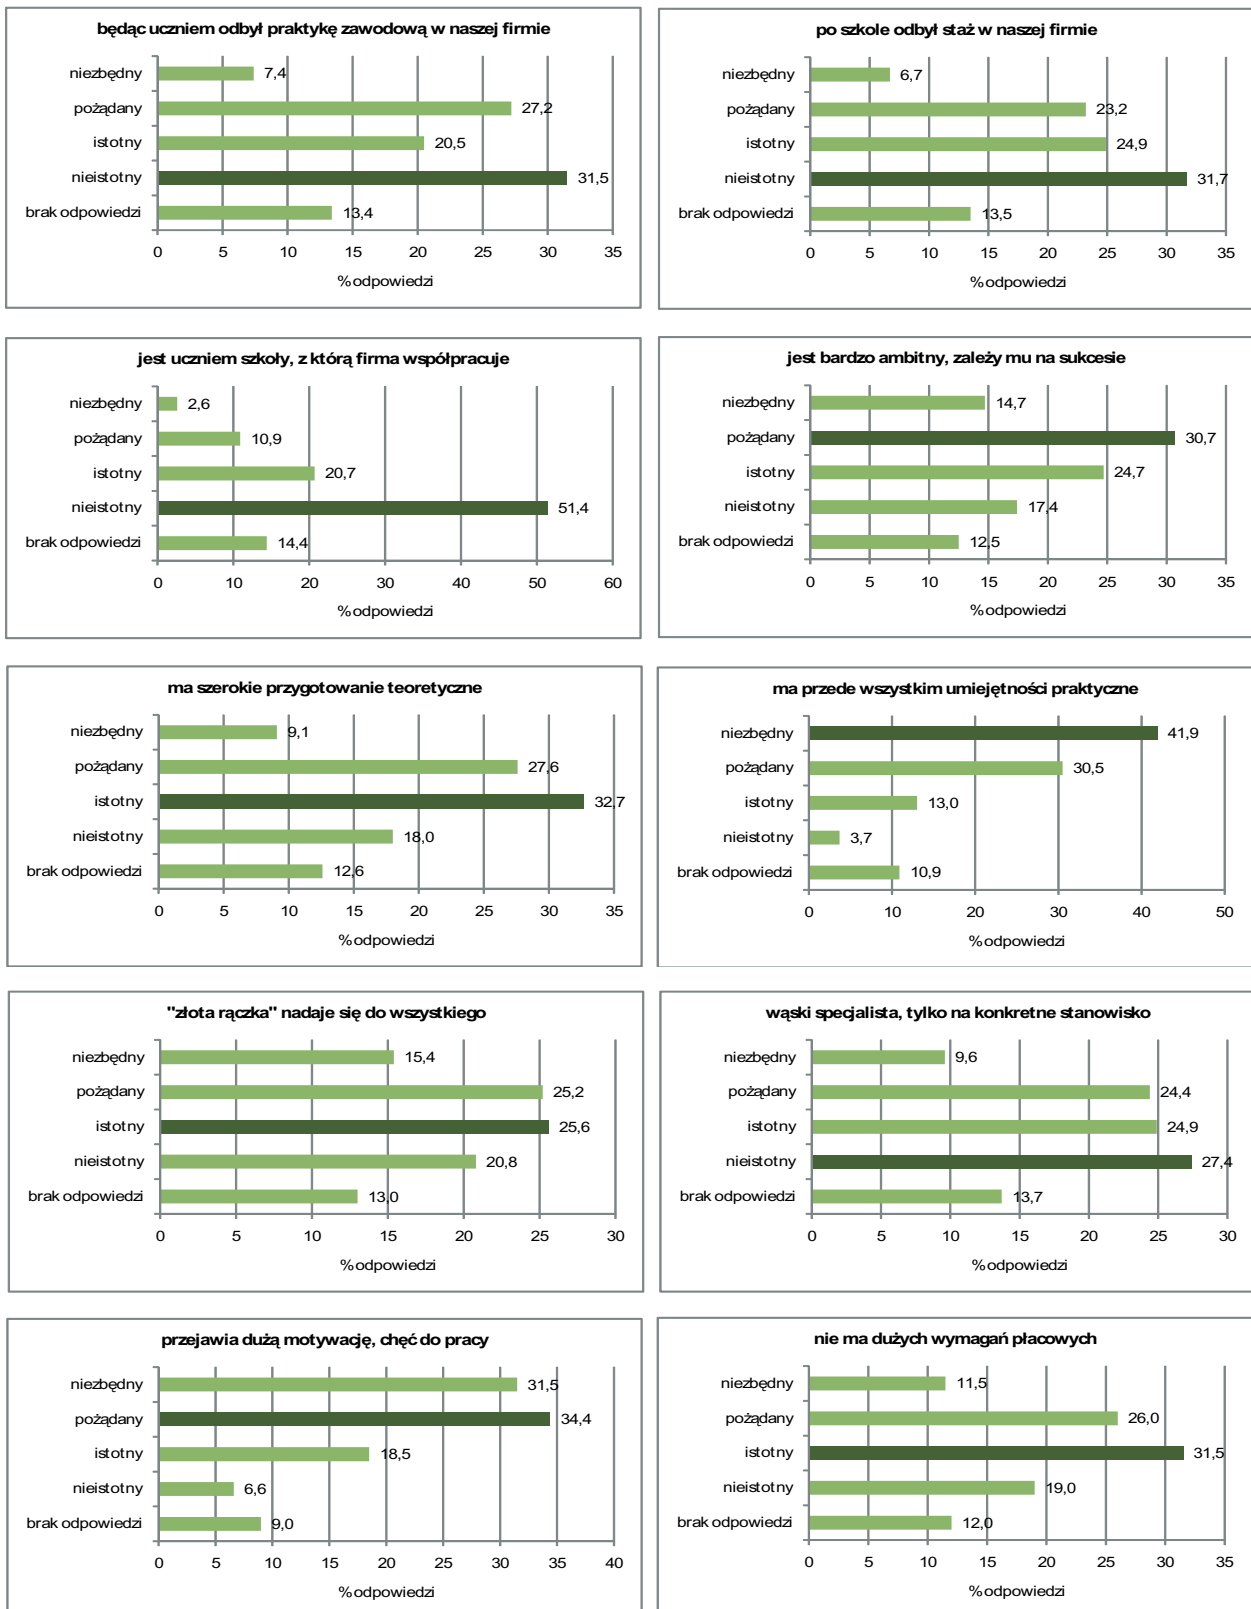 będąc uczniem odbył praktykę zawodową w naszej firmie
niezbędny 7,4
pożądany 27,2
istotny 20,5
nieistotny 31,5
brak odpowiedzi 13,4
0 5 10 15 20 25 30 35
% odpowiedzi
po szkole odbył staż w naszej firmie
niezbędny 6,7
pożądany 23,2
istotny 24,9
nieistotny 31,7
brak odpowiedzi 13,5
0 5 10 15 20 25 30 35
% odpowiedzi
jest uczniem szkoły, z którą firma współpracuje
niezbędny 2,6
pożądany 10,9
istotny 20,7
nieistotny 51,4
brak odpowiedzi 14,4
0 10 20 30 40 50 60
% odpowiedzi
jest bardzo ambitny, zależy mu na sukcesie
niezbędny 14,7
pożądany 30,7
istotny 24,7
nieistotny 17,4
brak odpowiedzi 12,5
0 5 10 15 20 25 30 35
% odpowiedzi
ma szerokie przygotowanie teoretyczne
niezbędny 9,1
pożądany 27,6
istotny 32,7
nieistotny 18,0
brak odpowiedzi 12,6
0 5 10 15 20 25 30 35
% odpowiedzi
ma przede wszystkim umiejętności praktyczne
niezbędny 41,9
pożądany 30,5
istotny 13,0
nieistotny 3,7
brak odpowiedzi 10,9
0 10 20 30 40 50
% odpowiedzi
"złota rączka" nadaje się do wszystkiego
niezbędny 15,4
pożądany 25,2
istotny 25,6
nieistotny 20,8
brak odpowiedzi 13,0
0 5 10 15 20 25 30
% odpowiedzi
wąski specjalista, tylko na konkretne stanowisko
niezbędny 9,6
pożądany 24,4
istotny 24,9
nieistotny 27,4
brak odpowiedzi 13,7
0 5 10 15 20 25 30
% odpowiedzi
przejawia dużą motywację, chęć do pracy
niezbędny 31,5
pożądany 34,4
istotny 18,5
nieistotny 6,6
brak odpowiedzi 9,0
0 5 10 15 20 25 30 35 40
% odpowiedzi
nie ma dużych wymagań płacowych
niezbędny 11,5
pożądany 26,0
istotny 31,5
nieistotny 19,0
brak odpowiedzi 12,0
0 5 10 15 20 25 30 35
% odpowiedzi